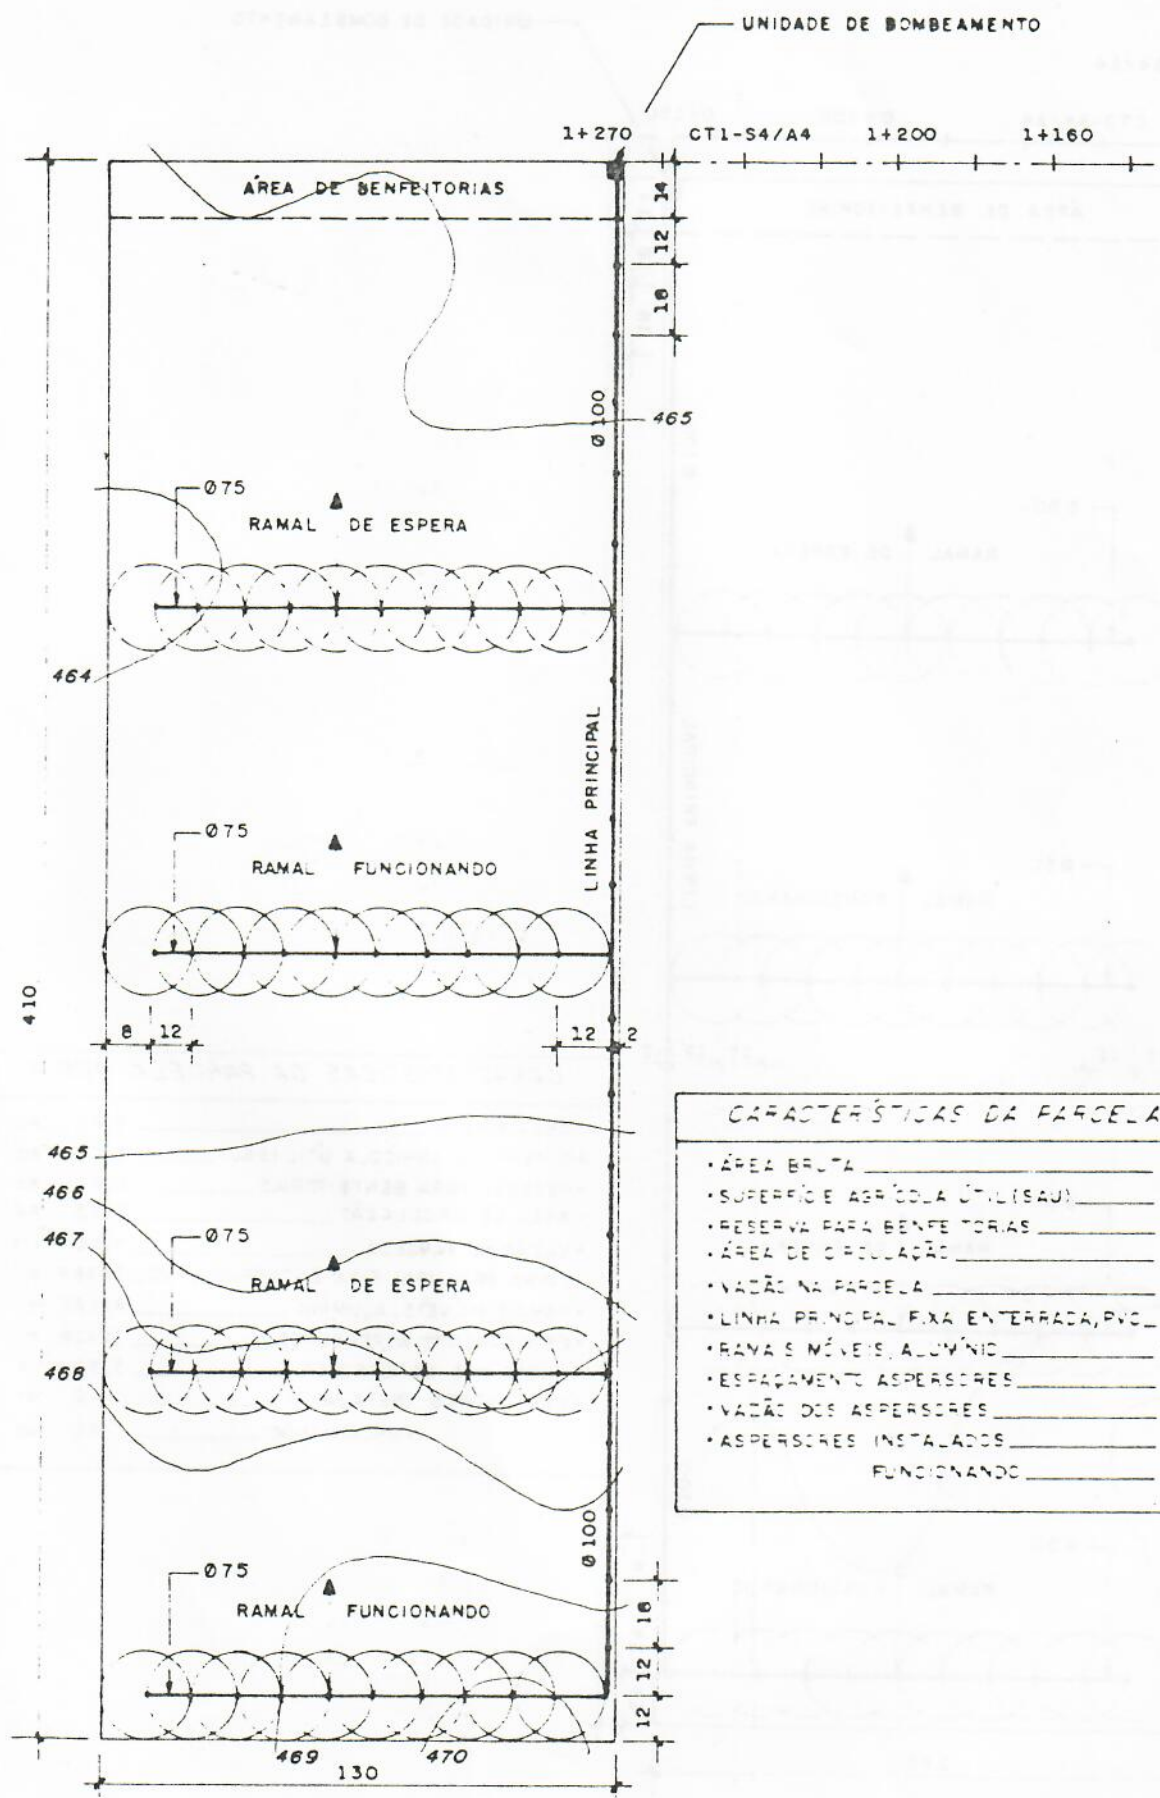 UNIDADE DE BOMBEAMENTO
1+270 CT1-S4/A4 1+200 1+160
ÁREA DE BENFEITORIAS
14
12
18
Ø100
465
Ø75
RAMAL DE ESPERA
464
LINHA PRINCIPAL
Ø75
RAMAL FUNCIONANDO
410
8 12 12 2
465
466
467
Ø75
RAMAL DE ESPERA
468
CARACTERÍSTICAS DA PARCELA
• ÁREA BRUTA
• SUPERFÍCIE AGRÍCOLA ÚTIL (SAU)
• RESERVA PARA BENFEITORIAS
• ÁREA DE CIRCULAÇÃO
• VAZÃO NA PARCELA
• LINHA PRINCIPAL FIXA ENTERRADA, PVC
• RAMAIS MÓVEIS, ALUMÍNIO
• ESPAÇAMENTO ASPERSORES
• VAZÃO DOS ASPERSORES
• ASPERSORES INSTALADOS
FUNCIONANDO
Ø100
Ø75
RAMAL FUNCIONANDO
18
12
12
469 470
130